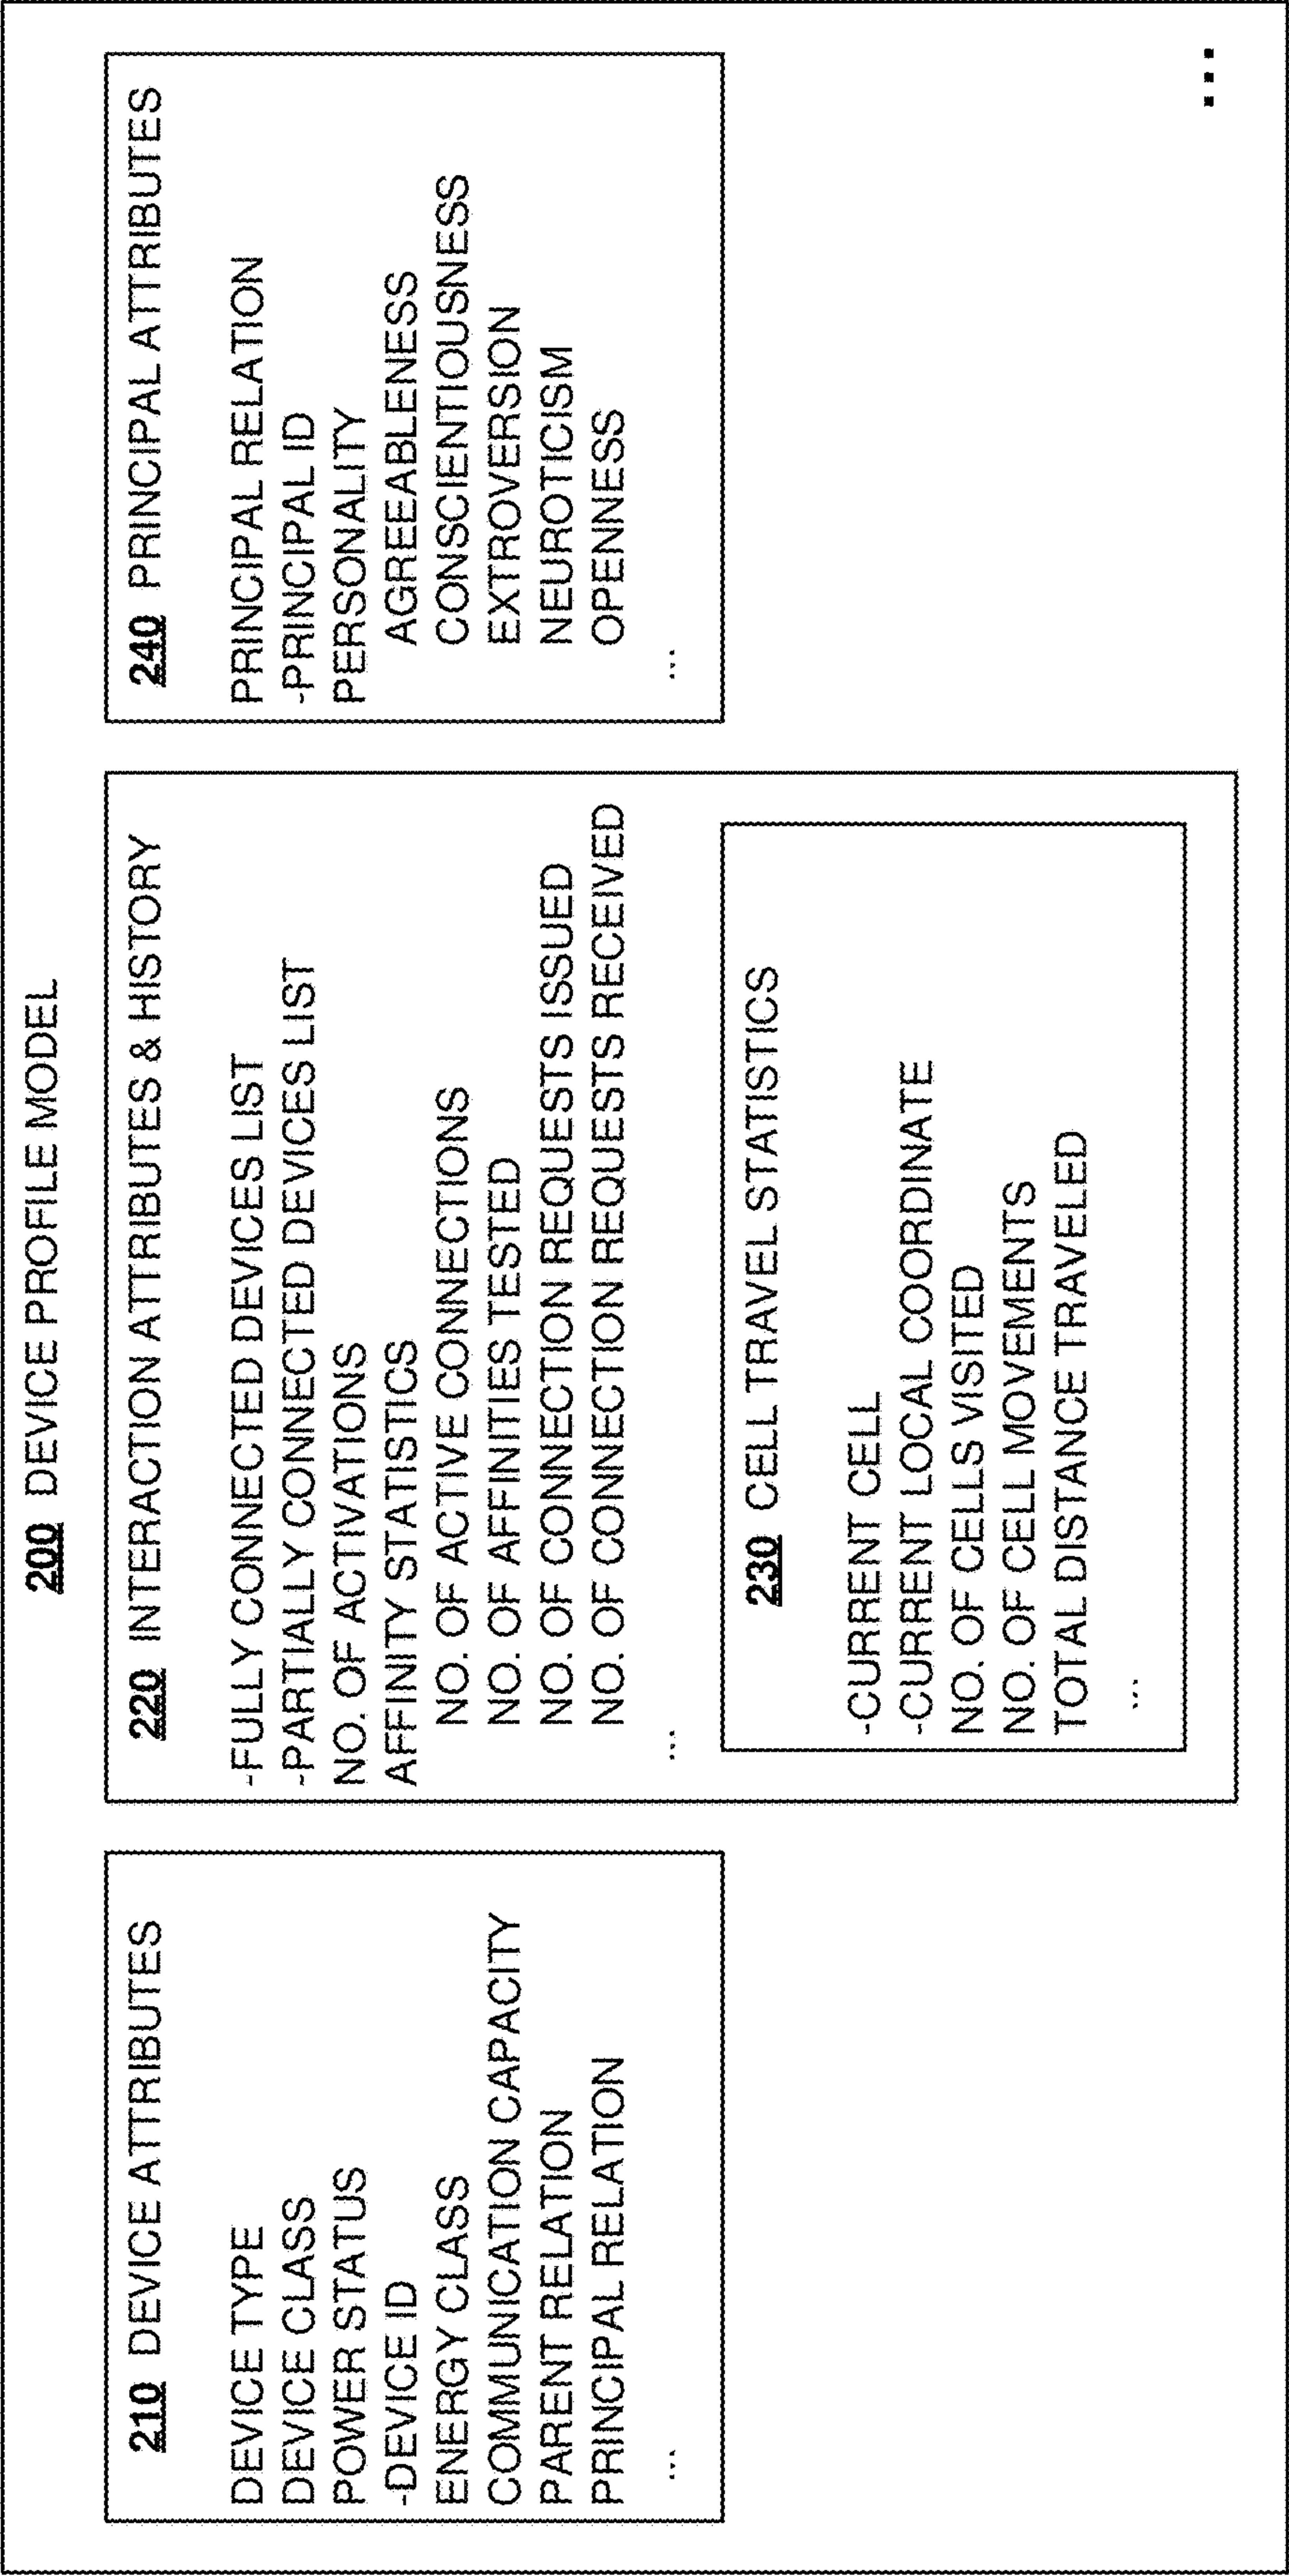 200 DEVICE PROFILE MODEL
210 DEVICE ATTRIBUTES
DEVICE TYPE
DEVICE CLASS
POWER STATUS
-DEVICE ID
ENERGY CLASS
COMMUNICATION CAPACITY
PARENT RELATION
PRINCIPAL RELATION
...
220 INTERACTION ATTRIBUTES & HISTORY
-FULLY CONNECTED DEVICES LIST
-PARTIALLY CONNECTED DEVICES LIST
NO. OF ACTIVATIONS
AFFINITY STATISTICS
NO. OF ACTIVE CONNECTIONS
NO. OF AFFINITIES TESTED
NO. OF CONNECTION REQUESTS ISSUED
NO. OF CONNECTION REQUESTS RECEIVED
...
230 CELL TRAVEL STATISTICS
-CURRENT CELL
-CURRENT LOCAL COORDINATE
NO. OF CELLS VISITED
NO. OF CELL MOVEMENTS
TOTAL DISTANCE TRAVELED
...
240 PRINCIPAL ATTRIBUTES
PRINCIPAL RELATION
-PRINCIPAL ID
PERSONALITY
AGREEABLENESS
CONSCIENTIOUSNESS
EXTROVERSION
NEUROTICISM
OPENNESS
...
...